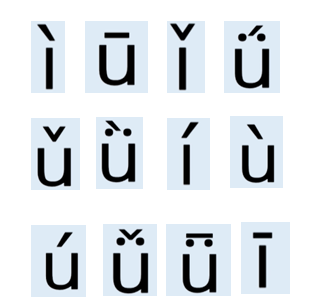 ì ū ǐ ǘ
ǔ ǜ í ù
ú ǚ ǖ ī